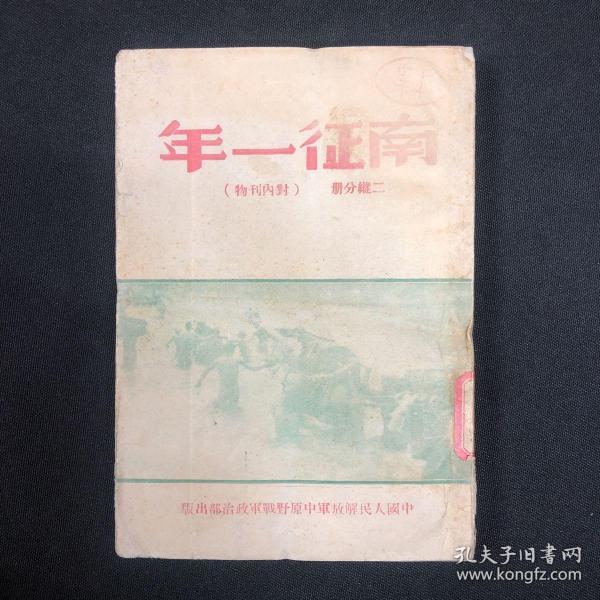 南征一年
二縱分册 （對內刊物）
中國人民解放軍中原野戰軍政治部出版
孔夫子旧书网
www.kongfz.com